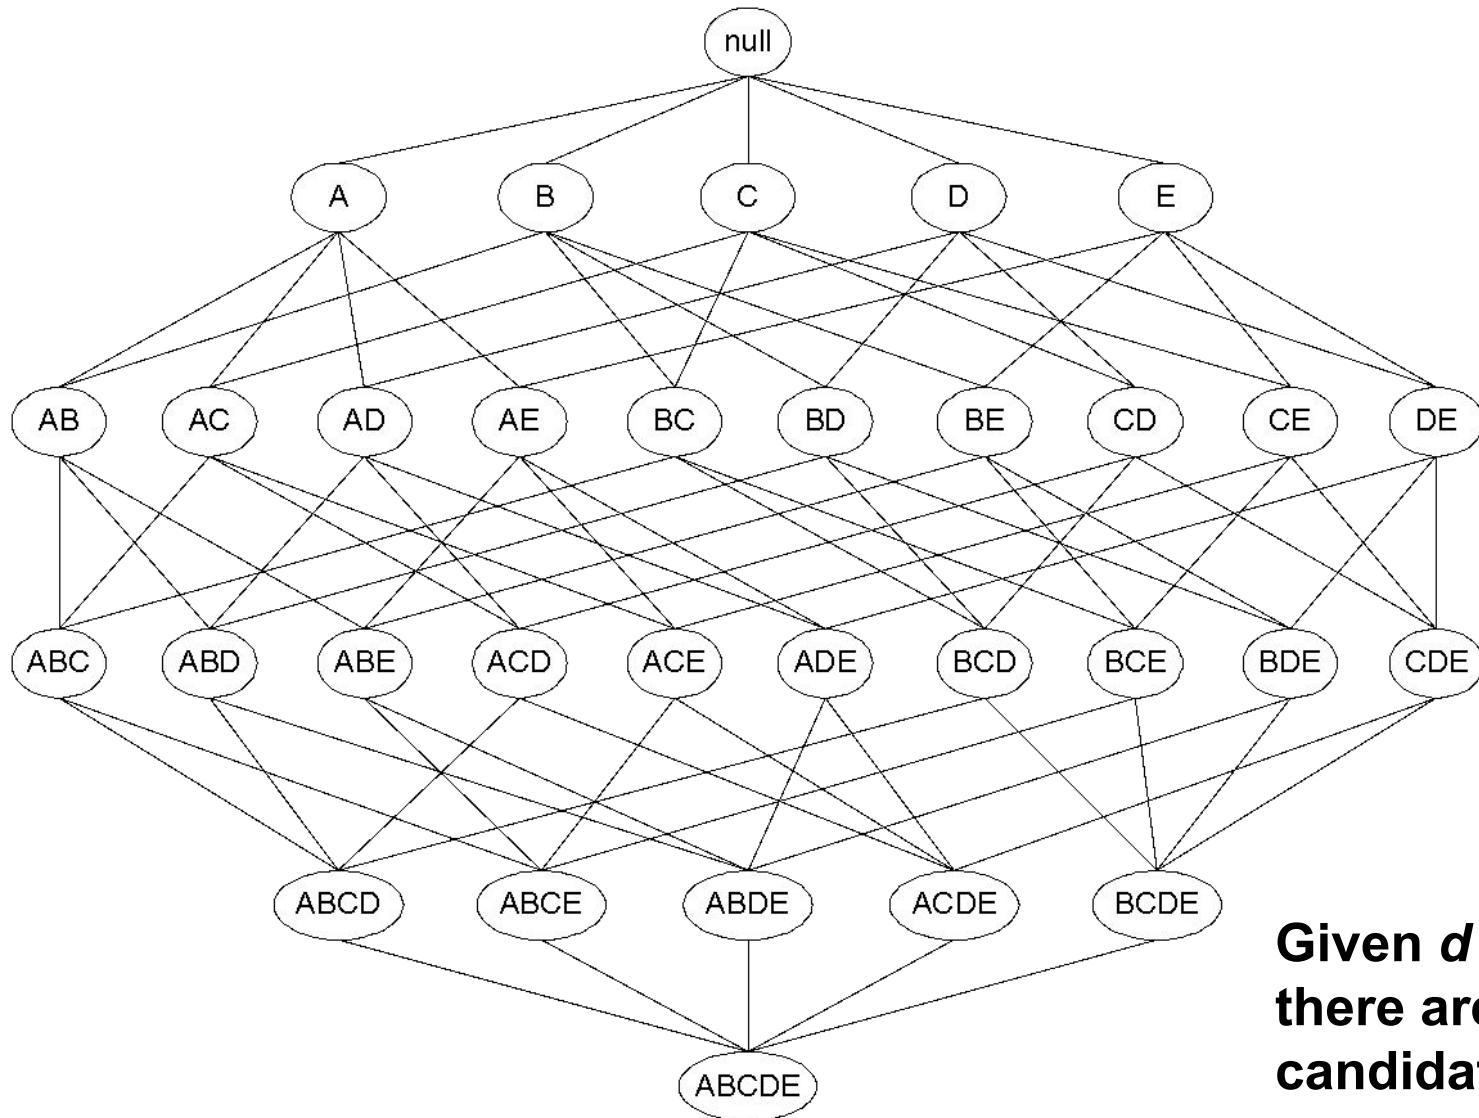 null
A B C D E
AB AC AD AE BC BD BE CD CE DE
ABC ABD ABE ACD ACE ADE BCD BCE BDE CDE
ABCD ABCE ABDE ACDE BCDE
Given d
there are
ABCDE